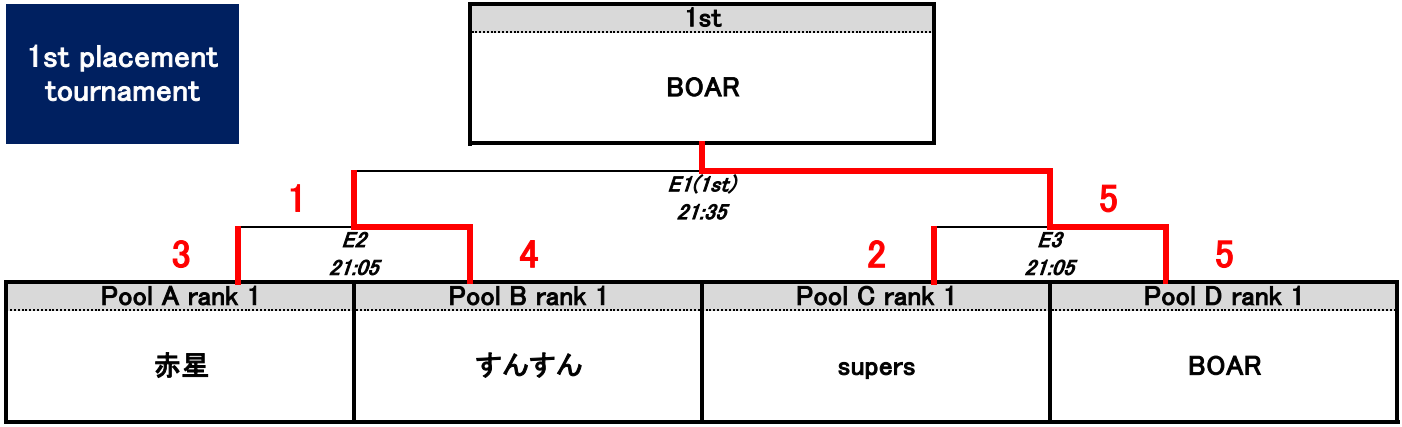 1st placement
tournament
1st
BOAR
E1(1st)
21:35
1
5
E2
21:05
E3
21:05
3
4
2
5
Pool A rank 1
Pool B rank 1
Pool C rank 1
Pool D rank 1
赤星
すんすん
supers
BOAR